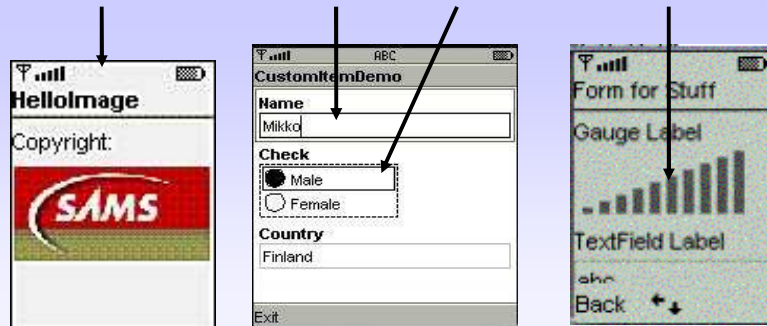 HelloImage
Copyright:
SAMS
ABC
CustomItemDemo
Name
Mikko
Check
Male
Female
Country
Finland
Exit
Form for Stuff
Gauge Label
TextField Label
abc
Back